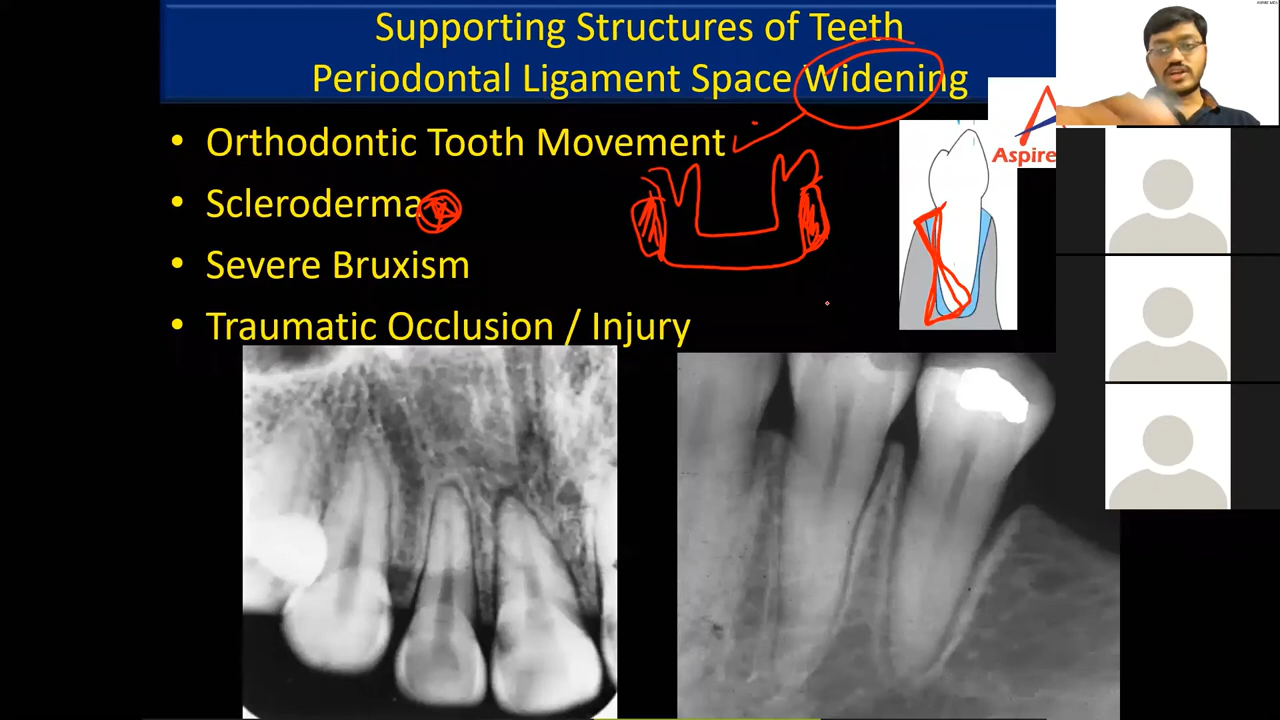 Supporting Structures of Teeth
Periodontal Ligament Space Widening
• Orthodontic Tooth Movement
• Scleroderma
• Severe Bruxism
• Traumatic Occlusion / Injury
Aspire